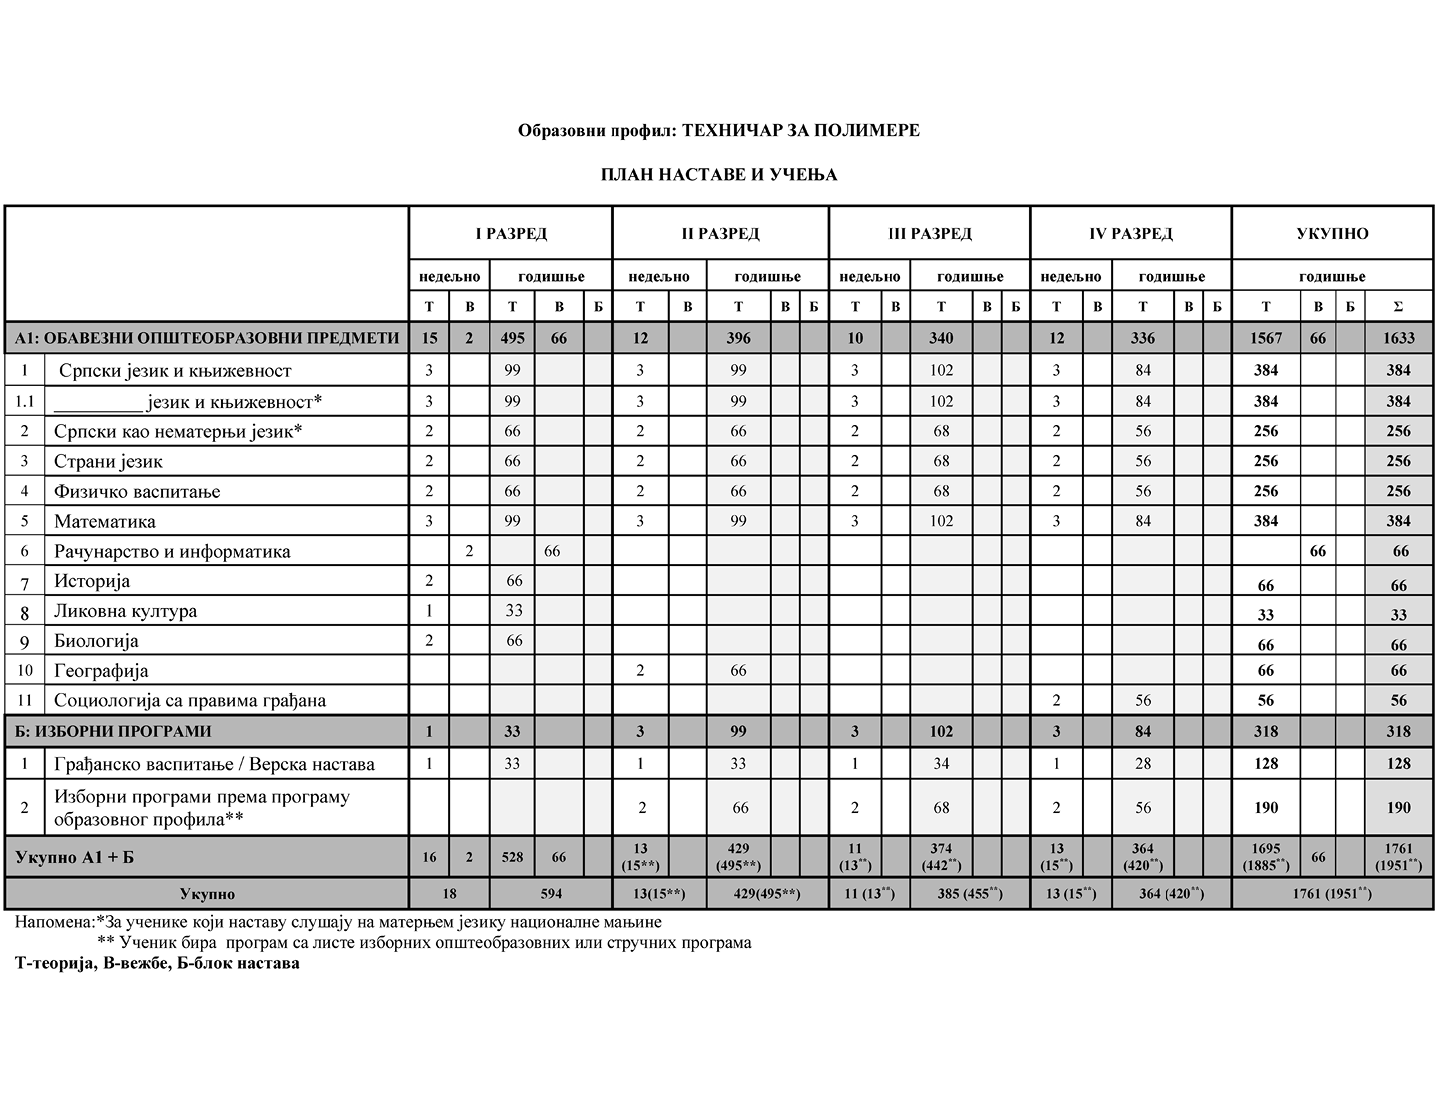 Образовни профил: ТЕХНИЧАР ЗА ПОЛИМЕРЕ
ПЛАН НАСТАВЕ И УЧЕЊА
I РАЗРЕД II РАЗРЕД III РАЗРЕД IV РАЗРЕД УКУПНО
недељно годишње недељно годишње недељно годишње недељно годишње годишње
Т В Т В Б Т В Т В Б Т В Т В Б Т В Т В Б Т В Б Σ
А1: ОБАВЕЗНИ ОПШТЕОБРАЗОВНИ ПРЕДМЕТИ 15 2 495 66 12 396 10 340 12 336 1567 66 1633
1 Српски језик и књижевност 3 99 3 99 3 102 3 84 384 384
1.1 __________ језик и књижевност* 3 99 3 99 3 102 3 84 384 384
2 Српски као нематерњи језик* 2 66 2 66 2 68 2 56 256 256
3 Страни језик 2 66 2 66 2 68 2 56 256 256
4 Физичко васпитање 2 66 2 66 2 68 2 56 256 256
5 Математика 3 99 3 99 3 102 3 84 384 384
6 Рачунарство и информатика 2 66 66 66
7 Историја 2 66 66 66
8 Ликовна култура 1 33 33 33
9 Биологија 2 66 66 66
10 Географија 2 66 66 66
11 Социологија са правима грађана 2 56 56 56
Б: ИЗБОРНИ ПРОГРАМИ 1 33 3 99 3 102 3 84 318 318
1 Грађанско васпитање / Верска настава 1 33 1 33 1 34 1 28 128 128
2 Изборни програми према програму
образовног профила** 2 66 2 68 2 56 190 190
Укупно А1 + Б 16 2 528 66 13 (15**) 429 (495**) 11 (13**) 374 (442**) 13 (15**) 364 (420**) 1695 (1885**) 66 1761 (1951**)
Укупно 18 594 13(15**) 429(495**) 11 (13**) 385 (455**) 13 (15**) 364 (420**) 1761 (1951**)
Напомена:*За ученике који наставу слушају на матерњем језику националне мањине
** Ученик бира програм са листе изборних општеобразовних или стручних програма
Т-теорија, В-вежбе, Б-блок настава